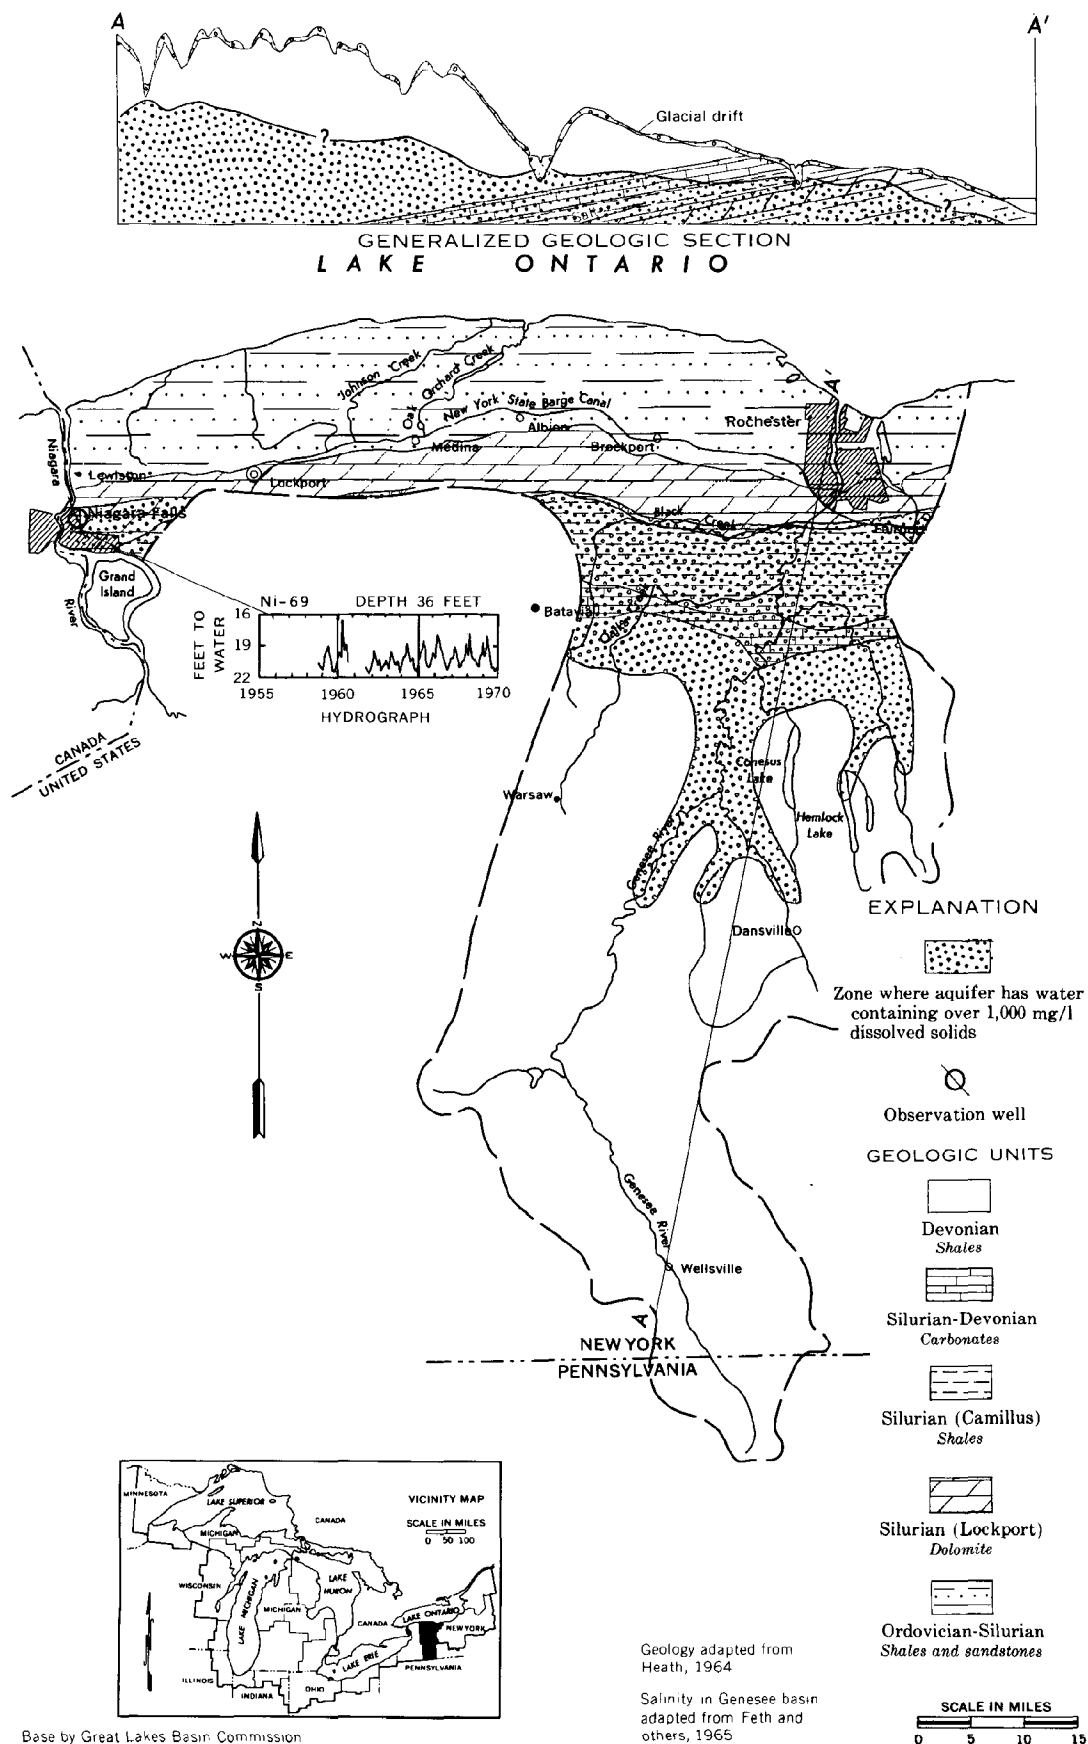 A
A'
Glacial drift
?
?
GENERALIZED GEOLOGIC SECTION
LAKE ONTARIO
Johnson Creek
Oak Orchard Creek
New York State Barge Canal
Albion
Medina
Brockport
Rochester
A'
Niagara
Lewiston
Lockport
Niagara Falls
Black
Creek
Grand
Island
River
Batavia
Ni-69 DEPTH 36 FEET
FEET TO
WATER
16
19
22
1955 1960 1965 1970
HYDROGRAPH
CANADA
UNITED STATES
Warsaw
Conesus
Lake
Hemlock
Lake
Genesee River
Dansville
N
W E
S
Genesee River
Wellsville
A
NEW YORK
PENNSYLVANIA
EXPLANATION
Zone where aquifer has water
containing over 1,000 mg/l
dissolved solids
Observation well
GEOLOGIC UNITS
Devonian
Shales
Silurian-Devonian
Carbonates
Silurian (Camillus)
Shales
Silurian (Lockport)
Dolomite
Ordovician-Silurian
Shales and sandstones
VICINITY MAP
SCALE IN MILES
0 50 100
MINNESOTA
LAKE SUPERIOR
CANADA
MICHIGAN
WISCONSIN
LAKE MICHIGAN
LAKE HURON
MICHIGAN
CANADA
LAKE ONTARIO
NEW YORK
LAKE ERIE
PENNSYLVANIA
ILLINOIS
INDIANA
OHIO
Geology adapted from
Heath, 1964
Salinity in Genesee basin
adapted from Feth and
others, 1965
SCALE IN MILES
0 5 10 15
Base by Great Lakes Basin Commission